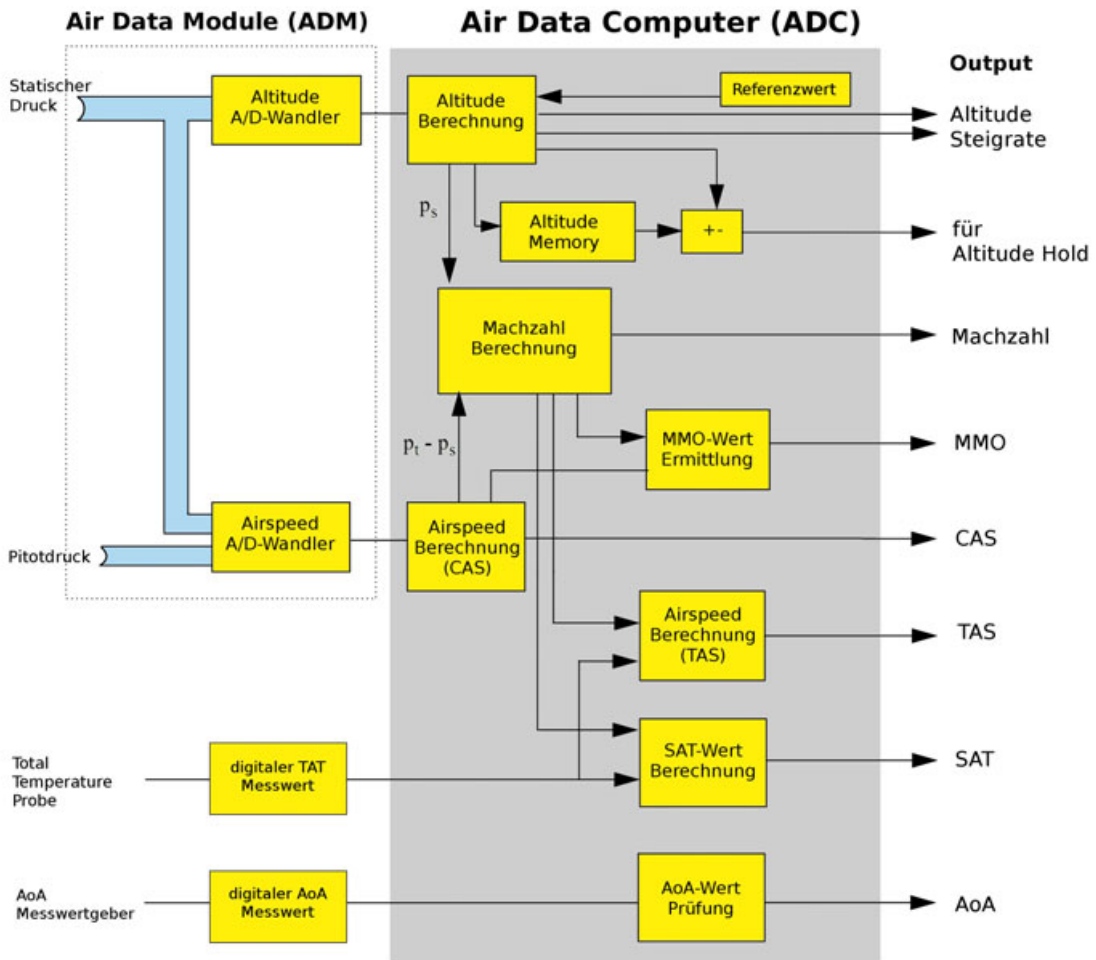 Air Data Module (ADM)
Air Data Computer (ADC)
Output
Statischer
Druck
Altitude
A/D-Wandler
Altitude
Berechnung
Referenzwert
Altitude
Steigrate
ps
Altitude
Memory
+-
für
Altitude Hold
Machzahl
Berechnung
Machzahl
pt - ps
MMO-Wert
Ermittlung
MMO
Airspeed
A/D-Wandler
Pitotdruck
Airspeed
Berechnung
(CAS)
CAS
Airspeed
Berechnung
(TAS)
TAS
Total
Temperature
Probe
digitaler TAT
Messwert
SAT-Wert
Berechnung
SAT
AoA
Messwertgeber
digitaler AoA
Messwert
AoA-Wert
Prüfung
AoA